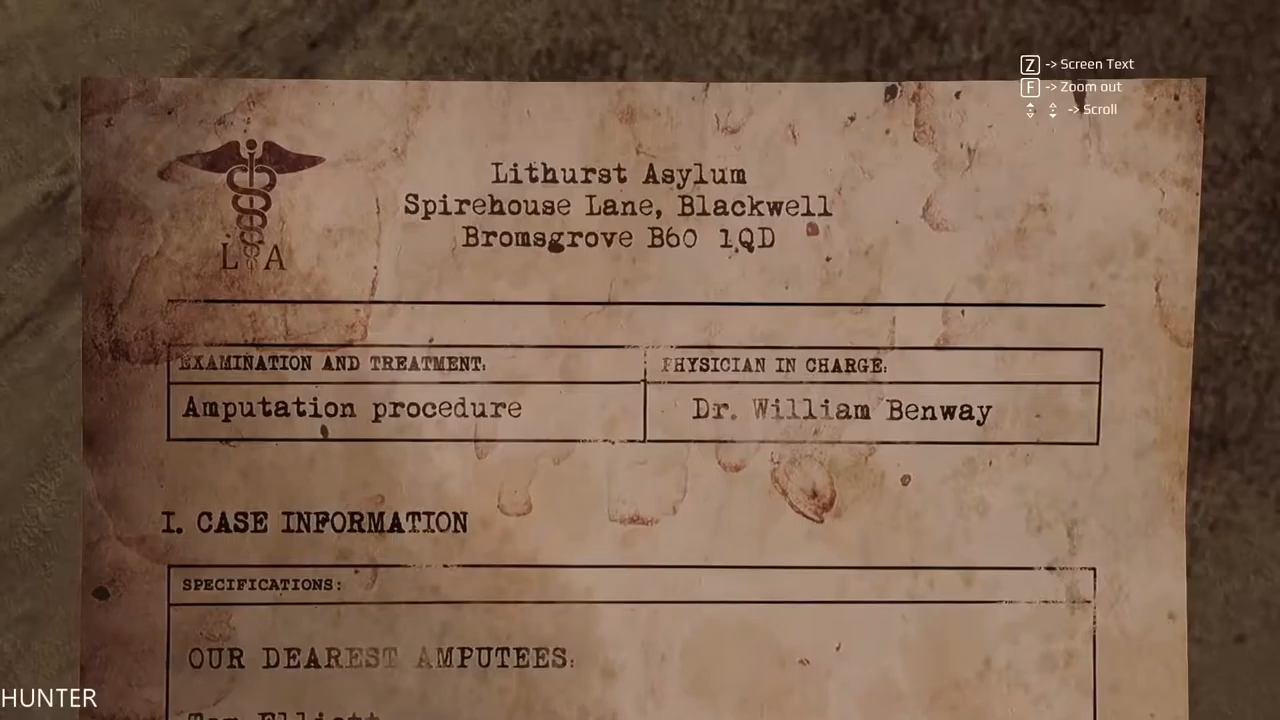 Z -> Screen Text
F -> Zoom out
-> Scroll
Lithurst Asylum
Spirehouse Lane, Blackwell
Bromsgrove B60 1QD
L A
EXAMINATION AND TREATMENT:
PHYSICIAN IN CHARGE:
Amputation procedure
Dr. William Benway
I. CASE INFORMATION
SPECIFICATIONS:
OUR DEAREST AMPUTEES:
HUNTER